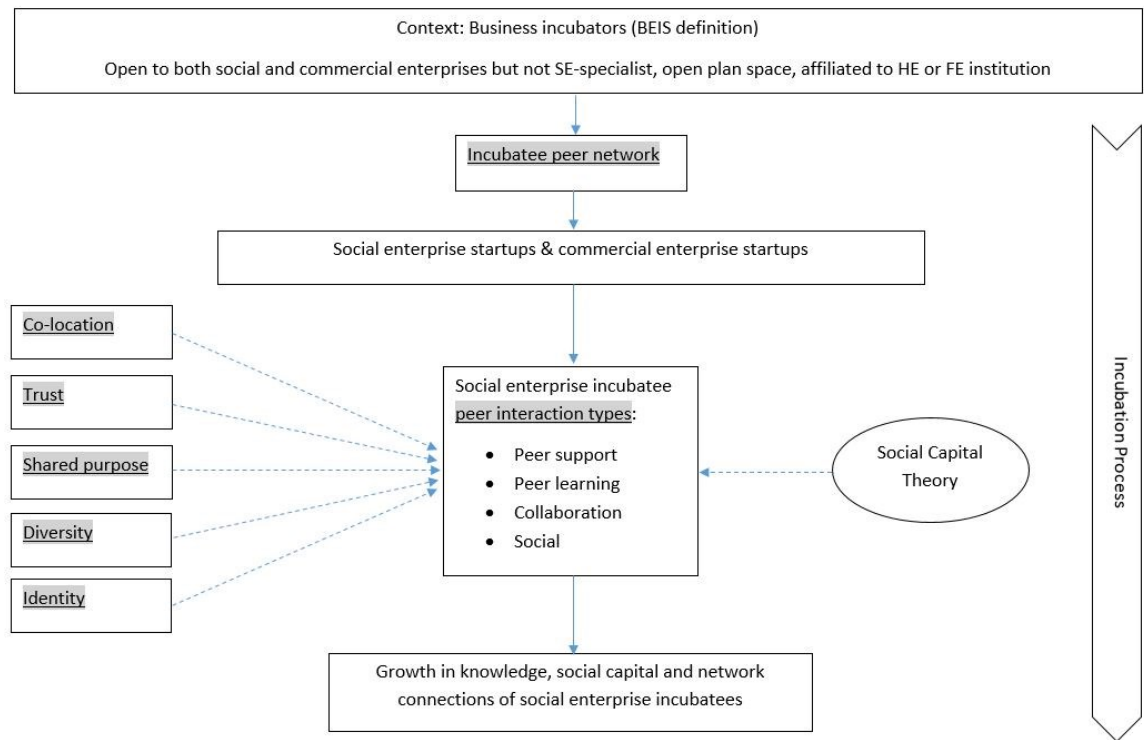 Context: Business incubators (BEIS definition)
Open to both social and commercial enterprises but not SE-specialist, open plan space, affiliated to HE or FE institution
Incubatee peer network
Social enterprise startups & commercial enterprise startups
Co-location
Trust
Shared purpose
Diversity
Identity
Social enterprise incubatee
peer interaction types:
• Peer support
• Peer learning
• Collaboration
• Social
Social Capital
Theory
Incubation Process
Growth in knowledge, social capital and network
connections of social enterprise incubatees